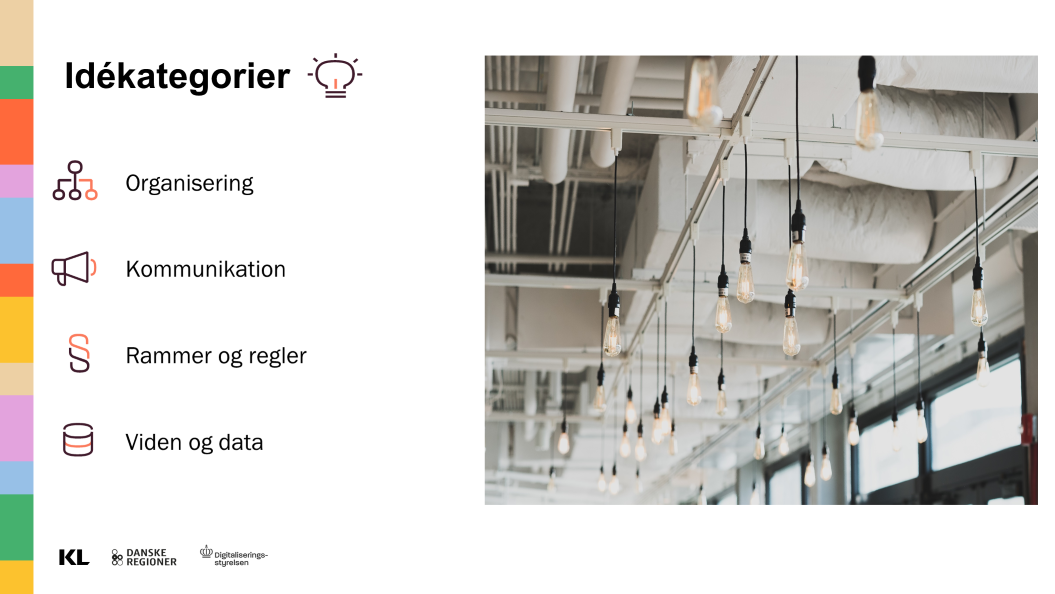 Idékategorier
Organisering
Kommunikation
Rammer og regler
Viden og data
KL
DANSKE
REGIONER
Digitaliserings-
styrelsen